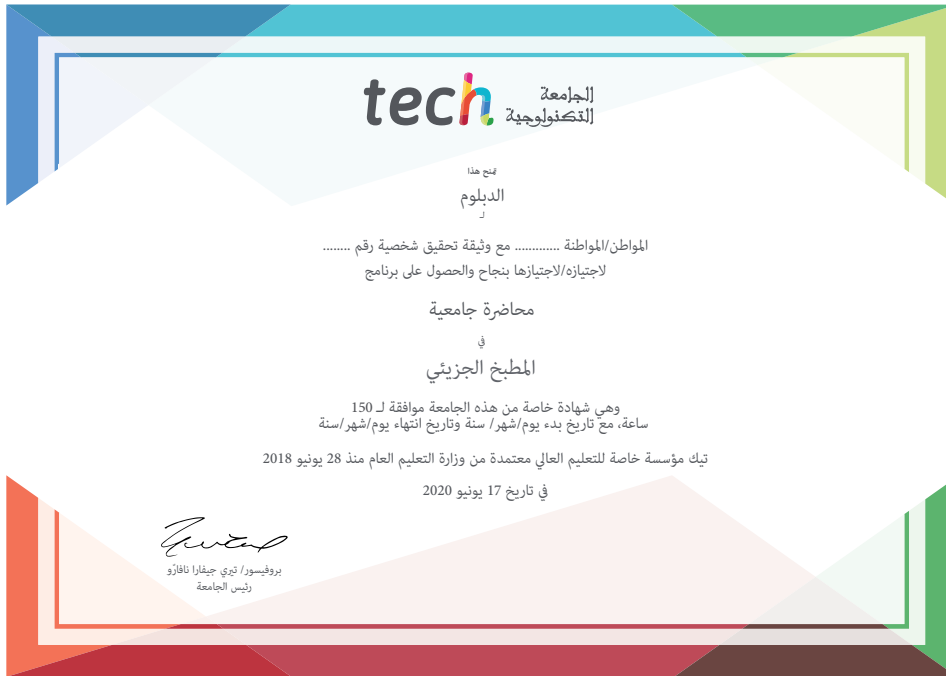 tech الجامعة
التكنولوجية
يمنح هذا
الدبلوم
لـ
المواطن/المواطنة ............ مع وثيقة تحقيق شخصية رقم ........
لاجتيازه/لاجتيازها بنجاح والحصول على برنامج
محاضرة جامعية
في
المطبخ الجزيئي
وهي شهادة خاصة من هذه الجامعة موافقة لـ 150
ساعة، مع تاريخ بدء يوم/شهر/ سنة وتاريخ انتهاء يوم/شهر/سنة
تيك مؤسسة خاصة للتعليم العالي معتمدة من وزارة التعليم العام منذ 28 يونيو 2018
في تاريخ 17 يونيو 2020
بروفيسور/ تيري جيفارا نافارّو
رئيس الجامعة